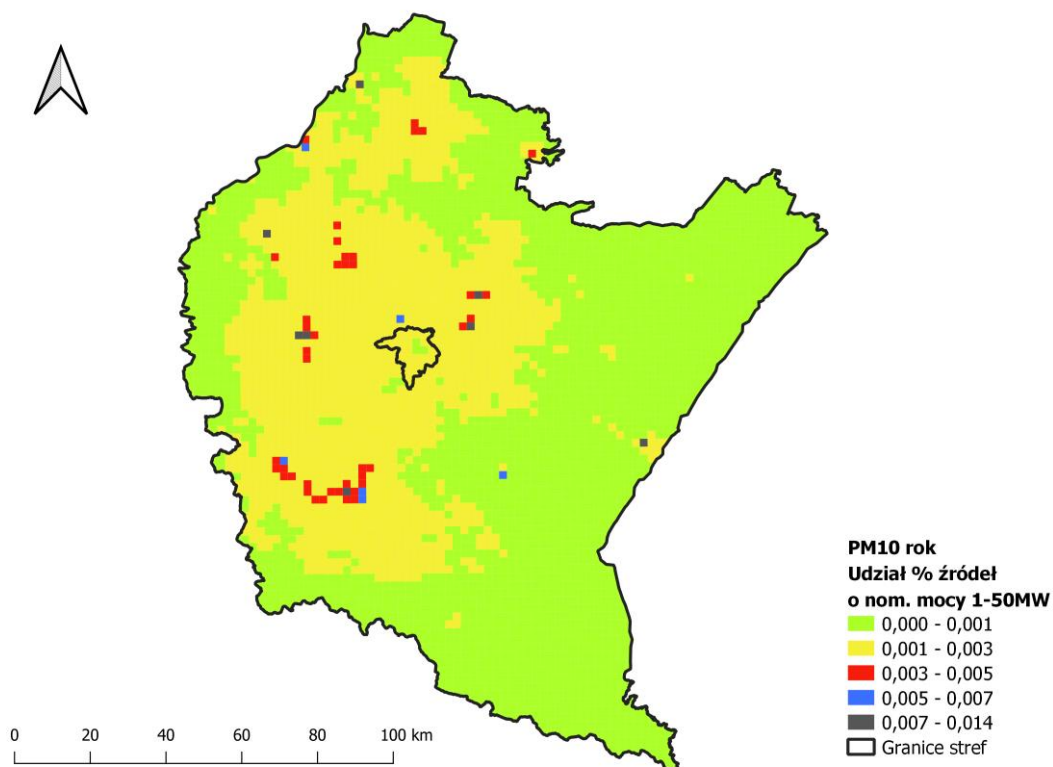 PM10 rok
Udział % źródeł
o nom. mocy 1-50MW
0,000 - 0,001
0,001 - 0,003
0,003 - 0,005
0,005 - 0,007
0,007 - 0,014
Granice stref
0 20 40 60 80 100 km